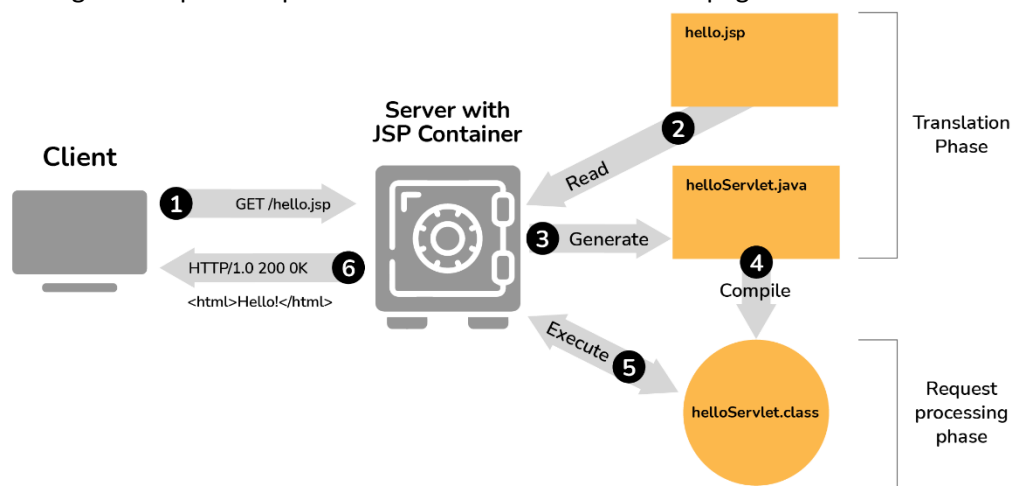 hello.jsp
Server with
JSP Container
2
Translation
Phase
Client
Read
helloServlet.java
1
GET /hello.jsp
3
Generate
4
HTTP/1.0 200 0K
6
Compile
<html>Hello!</html>
Execute
5
helloServlet.class
Request
processing
phase